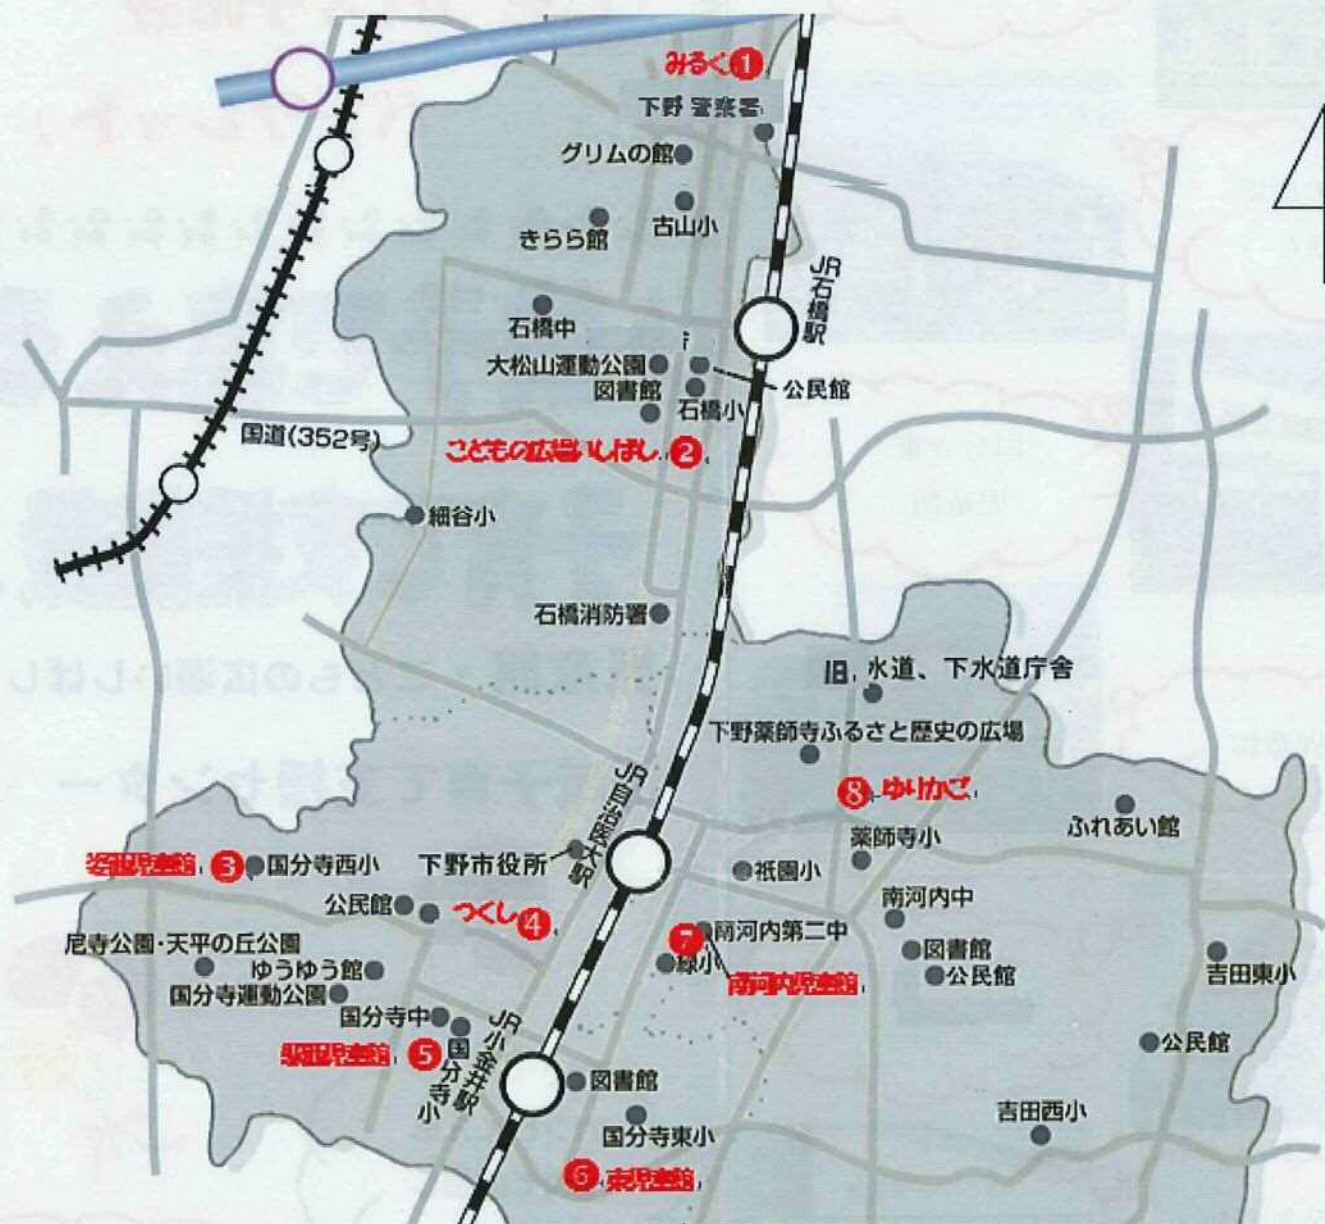 みるく 1
下野 警察署
グリムの館
古山小
きらら館
JR石橋駅
石橋中
大松山運動公園
公民館
図書館
石橋小
国道(352号)
こどもの広場いしばし 2
細谷小
石橋消防署
旧 水道、下水道庁舎
下野薬師寺ふるさと歴史の広場
JR自治医大駅
8 ゆりかご
ふれあい館
薬師寺小
姿西児童館 3
国分寺西小
下野市役所
祇園小
公民館
つくし 4
南河内中
尼寺公園・天平の丘公園
7
南河内第二中
図書館
ゆうゆう館
緑小
公民館
吉田東小
国分寺運動公園
南河内児童館
国分寺中
JR小金井駅
駅西児童館 5
国分寺小
公民館
図書館
国分寺東小
吉田西小
6 東児童館